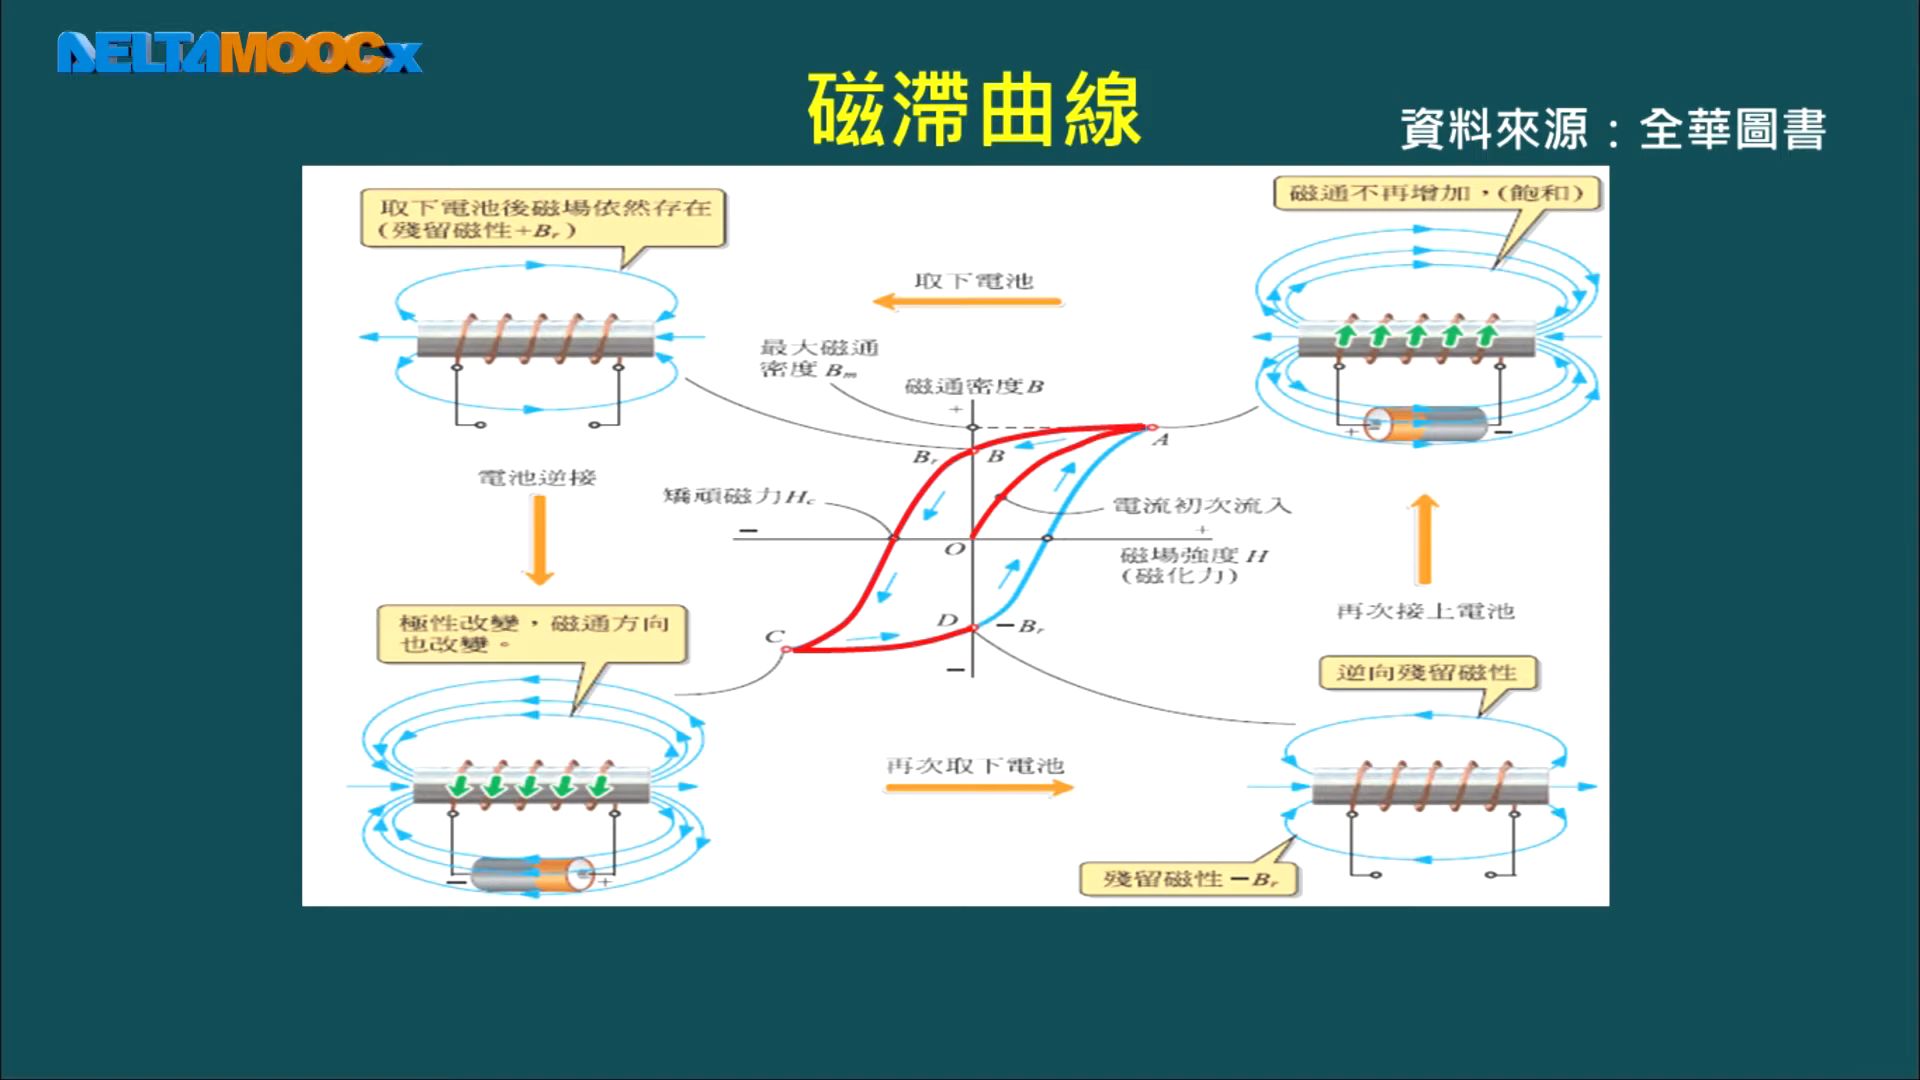 DELTAMOOCx
磁滯曲線
資料來源：全華圖書
取下電池後磁場依然存在
(殘留磁性+Br)
磁通不再增加，(飽和)
取下電池
最大磁通
密度 Bm
磁通密度B
+
A
Br
B
電池逆接
矯頑磁力Hc
電流初次流入
−
+
O
磁場強度 H
(磁化力)
再次接上電池
極性改變，磁通方向
也改變。
C
D
−Br
−
逆向殘留磁性
再次取下電池
殘留磁性−Br
+
−
−
+